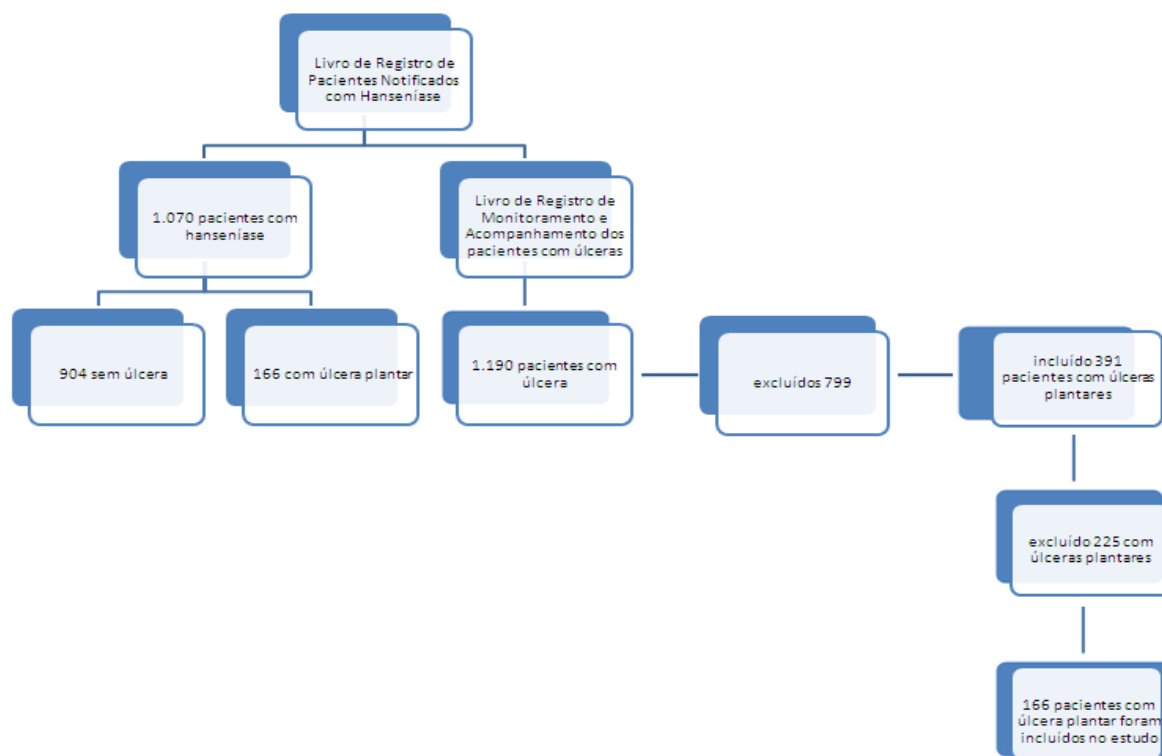 Livro de Registro de
Pacientes Notificados
com Hanseníase
1.070 pacientes com
hanseníase
Livro de Registro de
Monitoramento e
Acompanhamento dos
pacientes com úlceras
904 sem úlcera
166 com úlcera plantar
1.190 pacientes com
úlcera
excluídos 799
incluído 391
pacientes com úlceras
plantares
excluído 225 com
úlceras plantares
166 pacientes com
úlcera plantar foram
incluídos no estudo